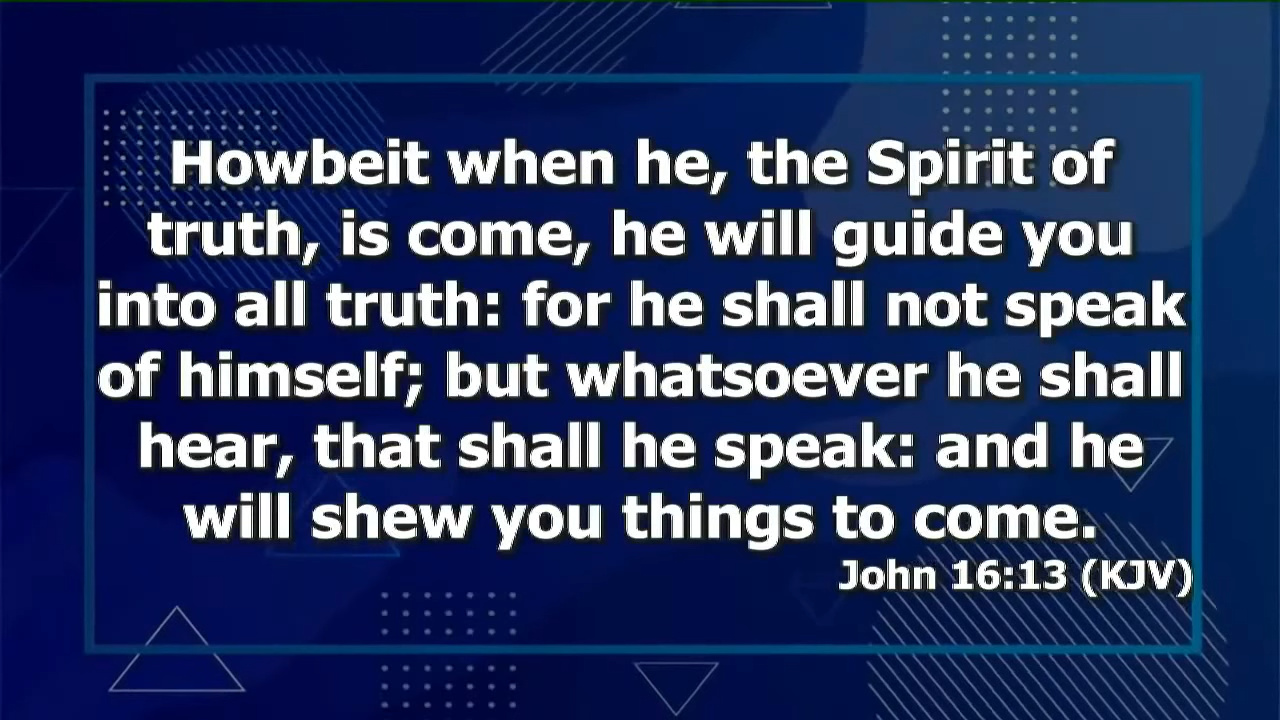 Howbeit when he, the Spirit of
truth, is come, he will guide you
into all truth: for he shall not speak
of himself; but whatsoever he shall
hear, that shall he speak: and he
will shew you things to come.
John 16:13 (KJV)